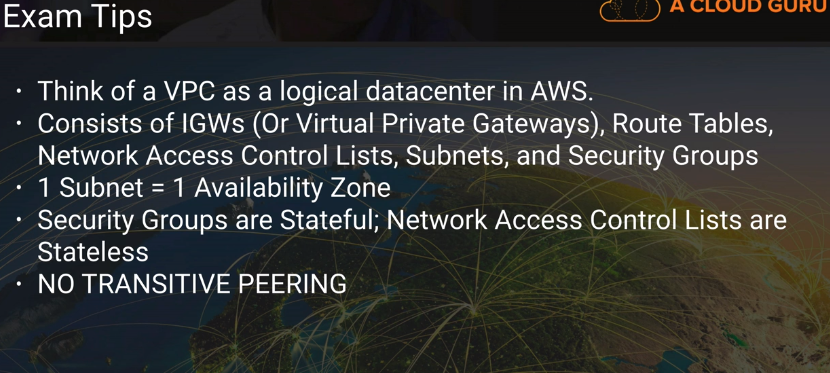 Exam Tips
A CLOUD GURU
• Think of a VPC as a logical datacenter in AWS.
• Consists of IGWs (Or Virtual Private Gateways), Route Tables,
Network Access Control Lists, Subnets, and Security Groups
• 1 Subnet = 1 Availability Zone
• Security Groups are Stateful; Network Access Control Lists are
Stateless
• NO TRANSITIVE PEERING